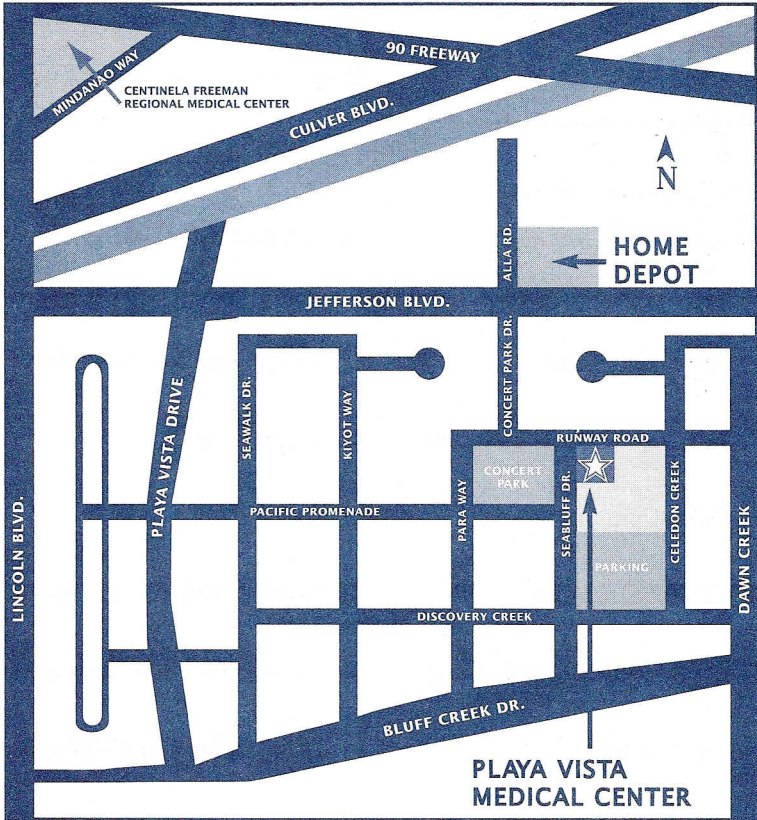 90 FREEWAY
MINDANAO WAY
CENTINELA FREEMAN
REGIONAL MEDICAL CENTER
CULVER BLVD.
N
ALLA RD.
HOME
DEPOT
JEFFERSON BLVD.
CONCERT PARK DR.
PLAYA VISTA DRIVE
SEAWALK DR.
KIYOT WAY
RUNWAY ROAD
CONCERT
PARK
PARA WAY
SEABLUFF DR.
CELEDON CREEK
LINCOLN BLVD.
PACIFIC PROMENADE
PARKING
DAWN CREEK
DISCOVERY CREEK
BLUFF CREEK DR.
PLAYA VISTA
MEDICAL CENTER